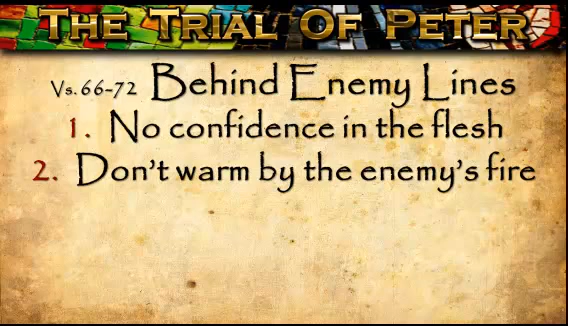 The Trial Of Peter
Vs.66-72 Behind Enemy Lines
1. No confidence in the flesh
2. Don't warm by the enemy's fire